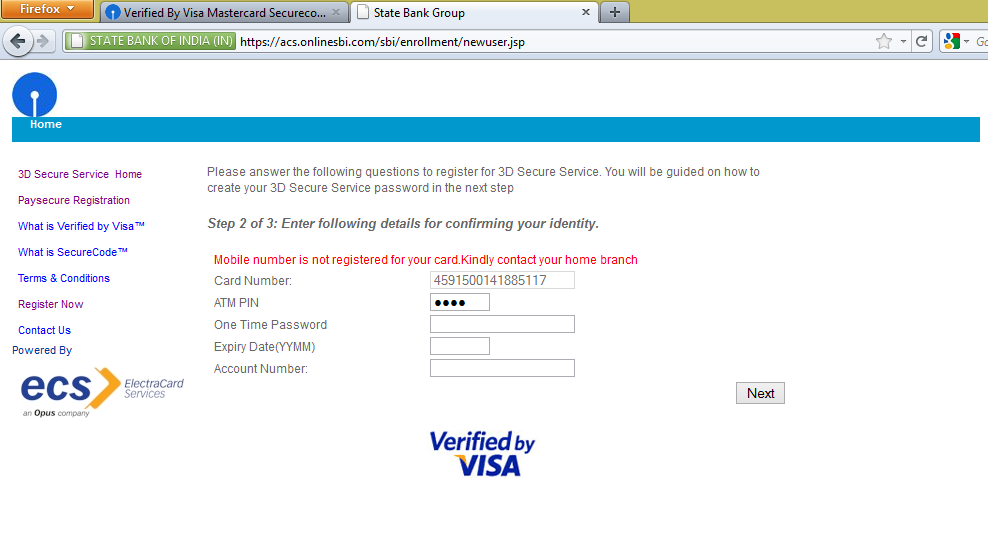 Firefox
Verified By Visa Mastercard Secureco...
State Bank Group
STATE BANK OF INDIA (IN)
https://acs.onlinesbi.com/sbi/enrollment/newuser.jsp
Home
3D Secure Service Home
Paysecure Registration
What is Verified by Visa™
What is SecureCode™
Terms & Conditions
Register Now
Contact Us
Powered By
ecs ElectraCard Services
an Opus company
Please answer the following questions to register for 3D Secure Service. You will be guided on how to
create your 3D Secure Service password in the next step
Step 2 of 3: Enter following details for confirming your identity.
Mobile number is not registered for your card.Kindly contact your home branch
Card Number: 4591500141885117
ATM PIN ●●●●
One Time Password
Expiry Date(YYMM)
Account Number:
Next
Verified by
VISA